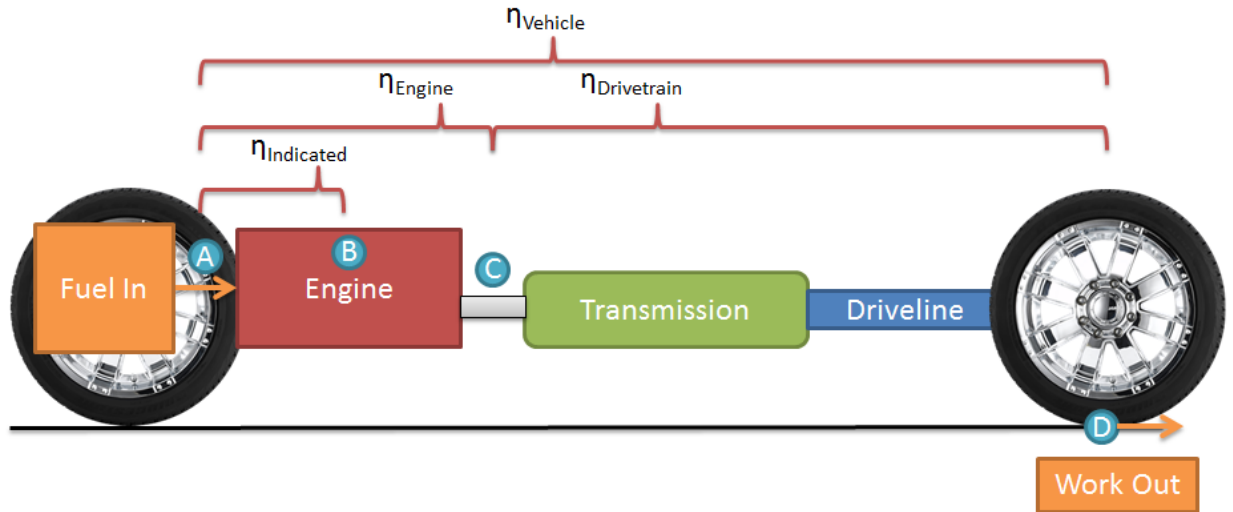 ηVehicle
ηEngine
ηDrivetrain
ηIndicated
A
B
C
Fuel In
Engine
Transmission
Driveline
D
Work Out